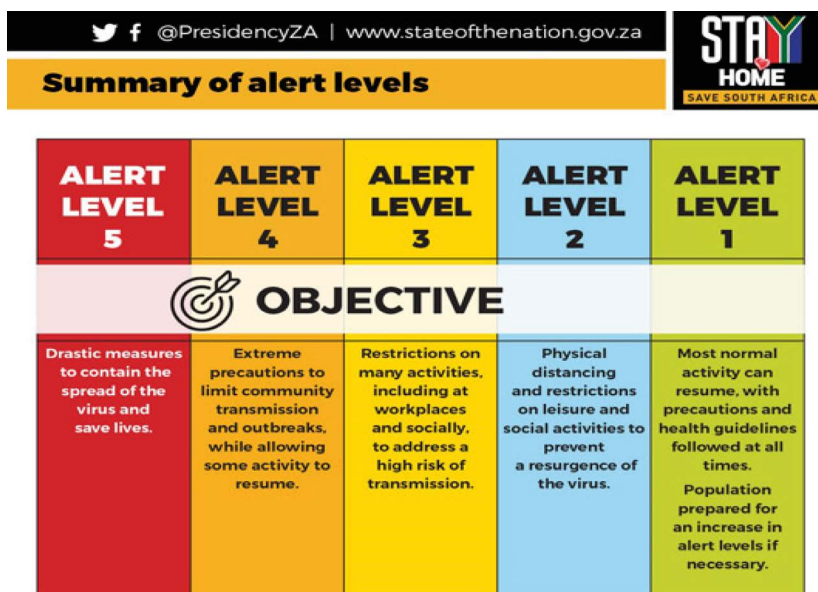 @PresidencyZA | www.stateofthenation.gov.za
STAY
HOME
SAVE SOUTH AFRICA
Summary of alert levels
ALERT
LEVEL
5
ALERT
LEVEL
4
ALERT
LEVEL
3
ALERT
LEVEL
2
ALERT
LEVEL
1
OBJECTIVE
Drastic measures
to contain the
spread of the
virus and
save lives.
Extreme
precautions to
limit community
transmission
and outbreaks,
while allowing
some activity to
resume.
Restrictions on
many activities,
including at
workplaces
and socially,
to address a
high risk of
transmission.
Physical
distancing
and restrictions
on leisure and
social activities to
prevent
a resurgence of
the virus.
Most normal
activity can
resume, with
precautions and
health guidelines
followed at all
times.
Population
prepared for
an increase in
alert levels if
necessary.